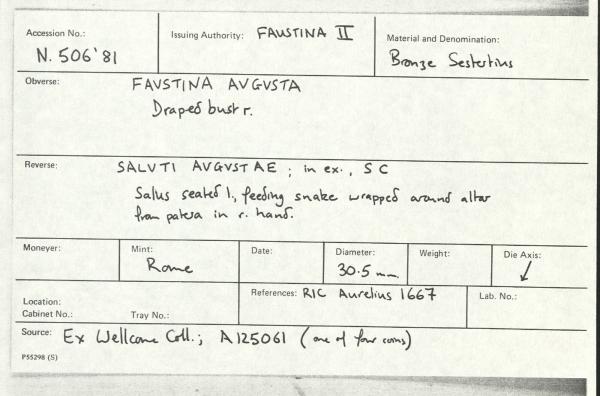 Accession No.: N. 506'81
Issuing Authority: FAUSTINA II
Material and Denomination: Bronze Sestertius
Obverse: FAVSTINA AVGVSTA
Draped bust r.
Reverse: SALVTI AVGVSTAE ; in ex., S C
Salus seated l., feeding snake wrapped around altar
from patera in r. hand.
Moneyer:
Mint: Rome
Date:
Diameter: 30.5 mm
Weight:
Die Axis: ↙
Location:
Cabinet No.: Tray No.:
References: RIC Aurelius 1667
Lab. No.:
Source: Ex Wellcome Coll.; A125061 (one of four coins)
P55298 (S)